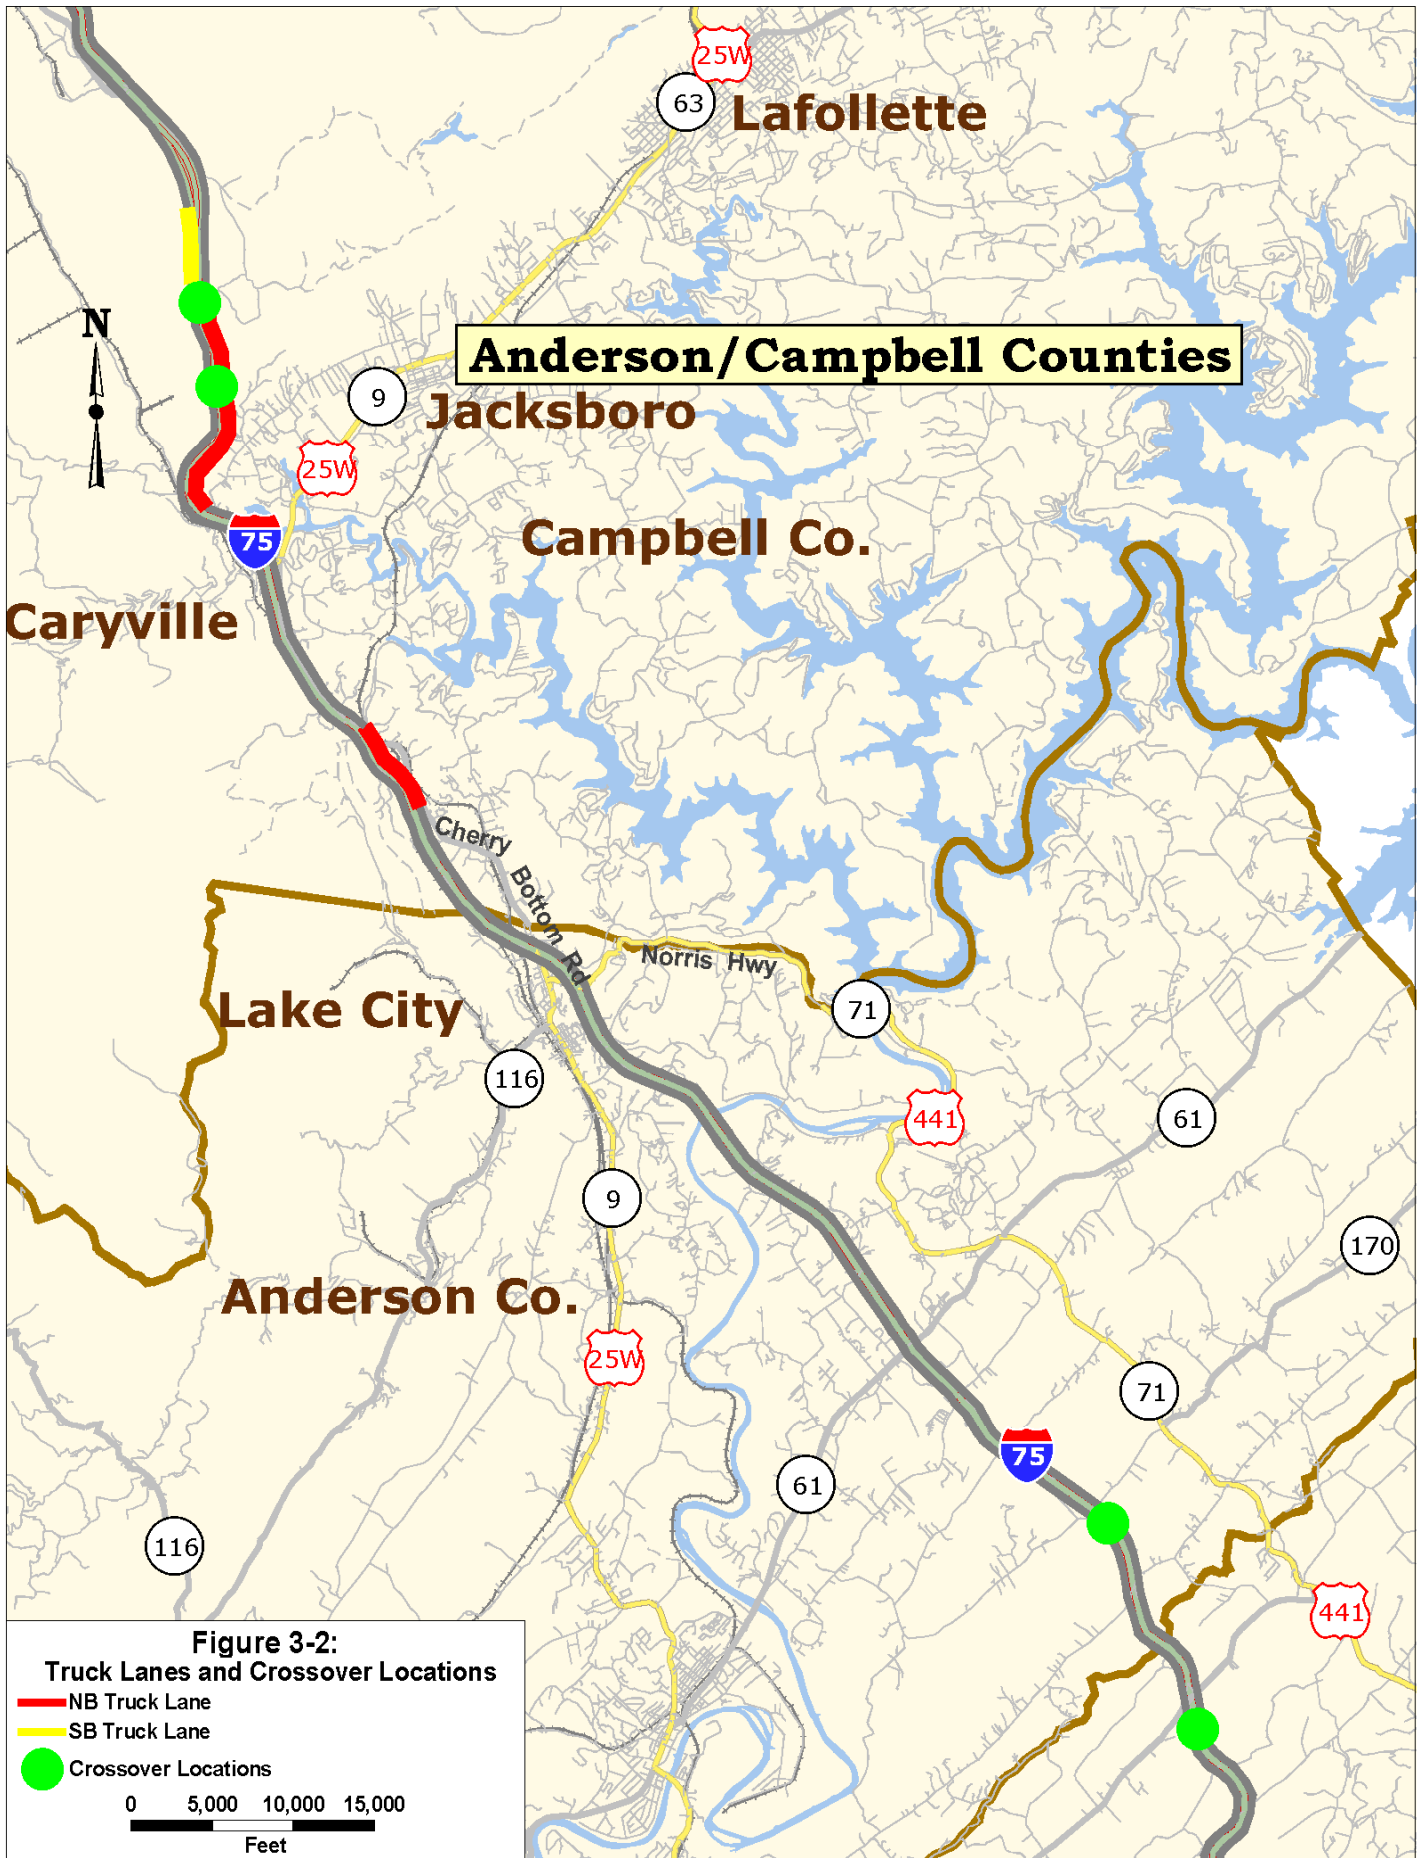 25W
63
Lafollette
N
Anderson/Campbell Counties
9
Jacksboro
25W
75
Campbell Co.
Caryville
Cherry Bottom Rd
Norris Hwy
Lake City
71
116
441
61
9
170
Anderson Co.
25W
71
75
61
116
441
Figure 3-2:
Truck Lanes and Crossover Locations
NB Truck Lane
SB Truck Lane
Crossover Locations
0 5,000 10,000 15,000
Feet